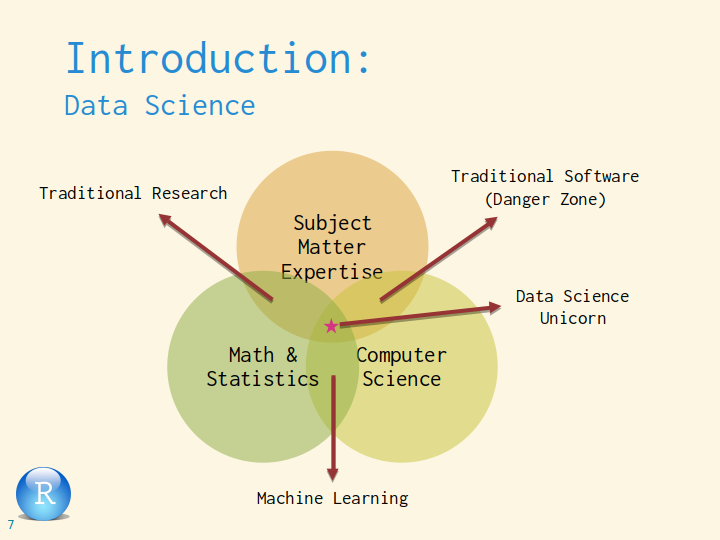 Introduction:
Data Science
Traditional Research
Traditional Software
(Danger Zone)
Subject
Matter
Expertise
Data Science
Unicorn
Math &
Statistics
Computer
Science
Machine Learning
R
7